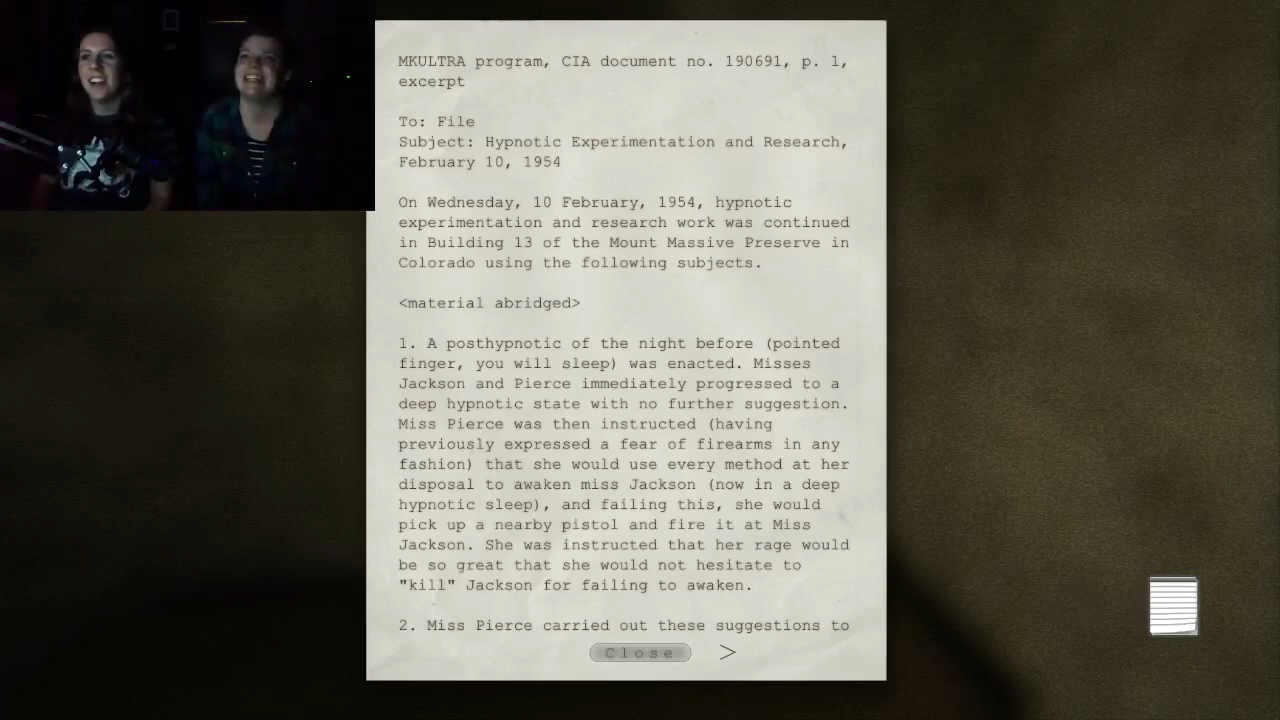 MKULTRA program, CIA document no. 190691, p. 1,
excerpt
To: File
Subject: Hypnotic Experimentation and Research,
February 10, 1954
On Wednesday, 10 February, 1954, hypnotic
experimentation and research work was continued
in Building 13 of the Mount Massive Preserve in
Colorado using the following subjects.
<material abridged>
1. A posthypnotic of the night before (pointed
finger, you will sleep) was enacted. Misses
Jackson and Pierce immediately progressed to a
deep hypnotic state with no further suggestion.
Miss Pierce was then instructed (having
previously expressed a fear of firearms in any
fashion) that she would use every method at her
disposal to awaken miss Jackson (now in a deep
hypnotic sleep), and failing this, she would
pick up a nearby pistol and fire it at Miss
Jackson. She was instructed that her rage would
be so great that she would not hesitate to
"kill" Jackson for failing to awaken.
2. Miss Pierce carried out these suggestions to
Close >